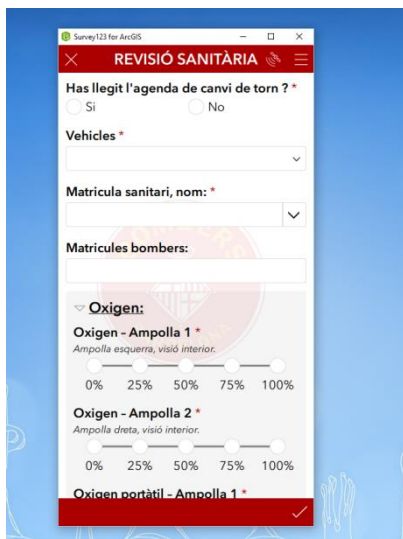 Survey123 for ArcGIS
REVISIÓ SANITÀRIA
Has llegit l'agenda de canvi de torn ? *
Si No
Vehicles *
Matricula sanitari, nom: *
Matricules bombers:
Oxigen:
Oxigen – Ampolla 1 *
Ampolla esquerra, visió interior.
0% 25% 50% 75% 100%
Oxigen – Ampolla 2 *
Ampolla dreta, visió interior.
0% 25% 50% 75% 100%
Oxigen portàtil – Ampolla 1 *